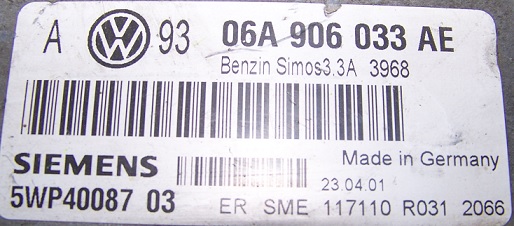 A VW 93 06A 906 033 AE
Benzin Simos3.3A 3968
SIEMENS Made in Germany
23.04.01
5WP40087 03 ER SME 117110 R031 2066